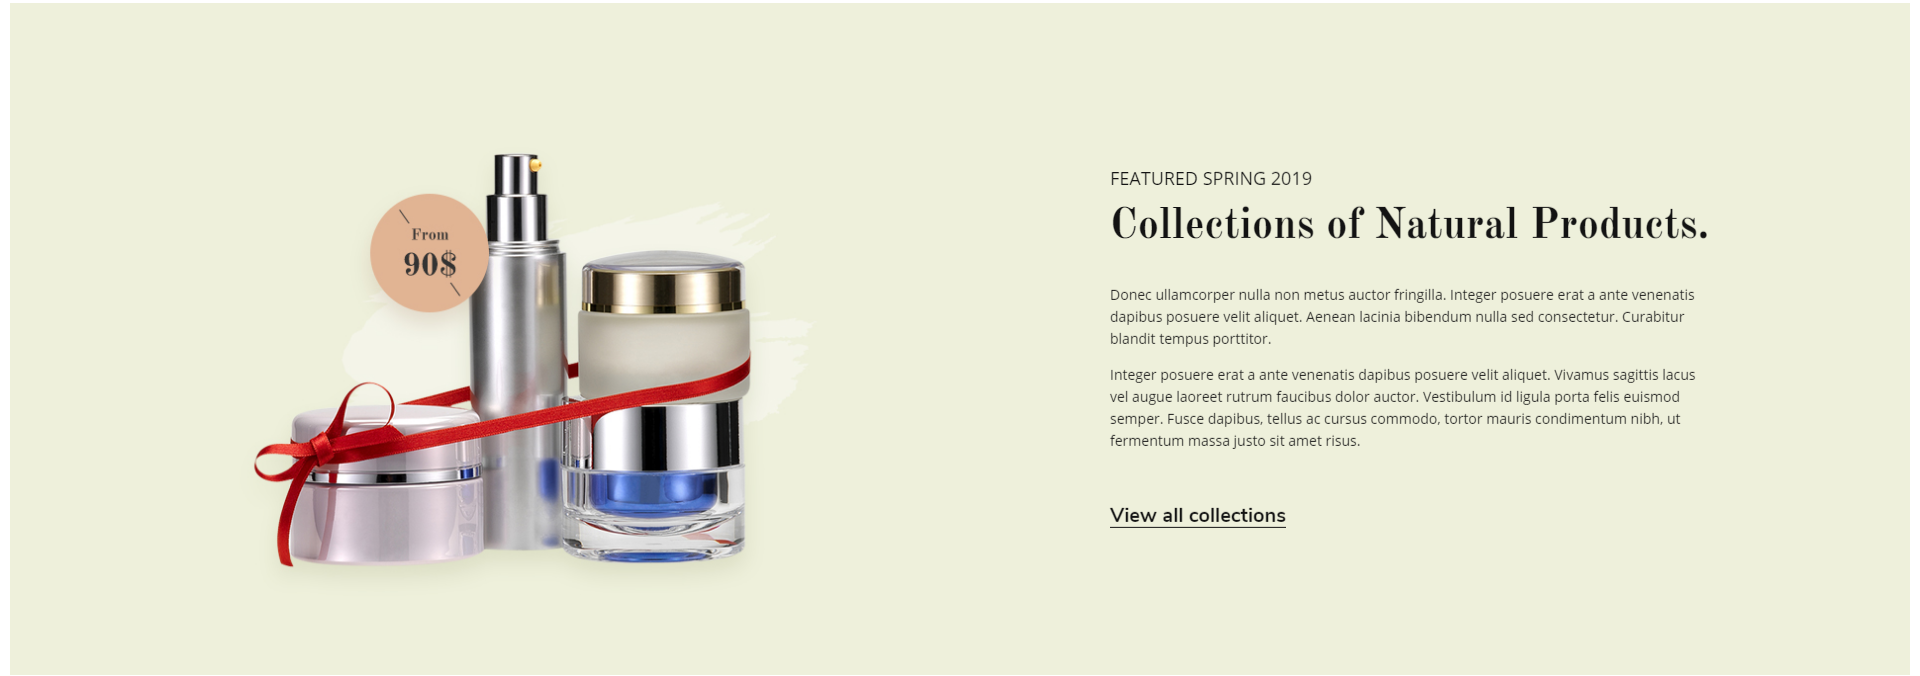 From
90$
FEATURED SPRING 2019
Collections of Natural Products.
Donec ullamcorper nulla non metus auctor fringilla. Integer posuere erat a ante venenatis
dapibus posuere velit aliquet. Aenean lacinia bibendum nulla sed consectetur. Curabitur
blandit tempus porttitor.
Integer posuere erat a ante venenatis dapibus posuere velit aliquet. Vivamus sagittis lacus
vel augue laoreet rutrum faucibus dolor auctor. Vestibulum id ligula porta felis euismod
semper. Fusce dapibus, tellus ac cursus commodo, tortor mauris condimentum nibh, ut
fermentum massa justo sit amet risus.
View all collections